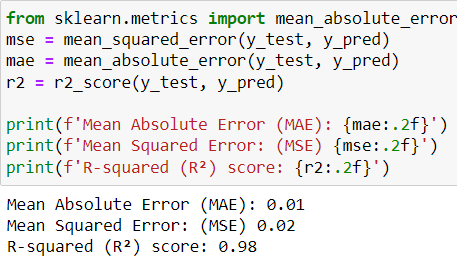 from sklearn.metrics import mean_absolute_error
mse = mean_squared_error(y_test, y_pred)
mae = mean_absolute_error(y_test, y_pred)
r2 = r2_score(y_test, y_pred)
print(f'Mean Absolute Error (MAE): {mae:.2f}')
print(f'Mean Squared Error: (MSE) {mse:.2f}')
print(f'R-squared (R²) score: {r2:.2f}')
Mean Absolute Error (MAE): 0.01
Mean Squared Error: (MSE) 0.02
R-squared (R²) score: 0.98